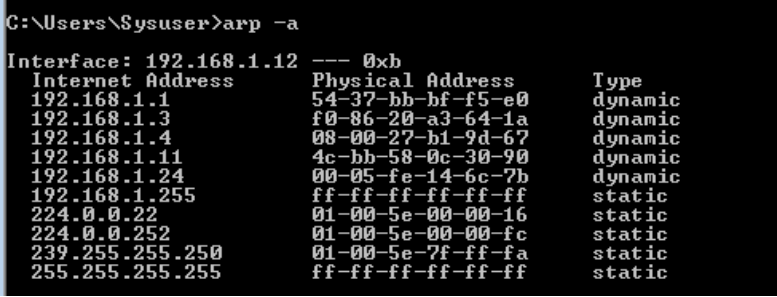 C:\Users\Sysuser>arp -a
Interface: 192.168.1.12 --- 0xb
Internet Address Physical Address Type
192.168.1.1 54-37-bb-bf-f5-e0 dynamic
192.168.1.3 f0-86-20-a3-64-1a dynamic
192.168.1.4 08-00-27-b1-9d-67 dynamic
192.168.1.11 4c-bb-58-0c-30-90 dynamic
192.168.1.24 00-05-fe-14-6c-7b dynamic
192.168.1.255 ff-ff-ff-ff-ff-ff static
224.0.0.22 01-00-5e-00-00-16 static
224.0.0.252 01-00-5e-00-00-fc static
239.255.255.250 01-00-5e-7f-ff-fa static
255.255.255.255 ff-ff-ff-ff-ff-ff static